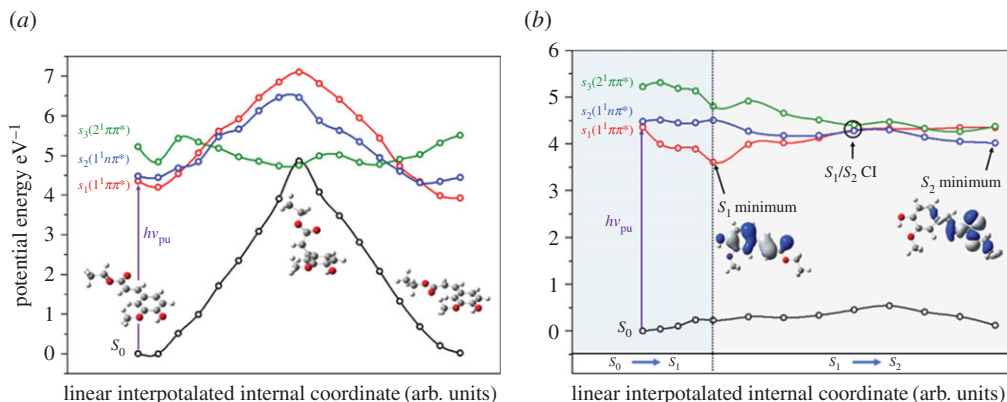 (a)
potential energy eV⁻¹
7
6
5
4
3
2
1
0
s₃(2¹ππ*)
s₂(1¹nπ*)
s₁(1¹ππ*)
hνpu
S₀
linear interpotalated internal coordinate (arb. units)
(b)
6
5
4
3
2
1
0
s₃(2¹ππ*)
s₂(1¹nπ*)
s₁(1¹ππ*)
hνpu
S₀
S₁ minimum
S₁/S₂ CI
S₂ minimum
S₀ S₁
S₁ S₂
linear interpotalated internal coordinate (arb. units)